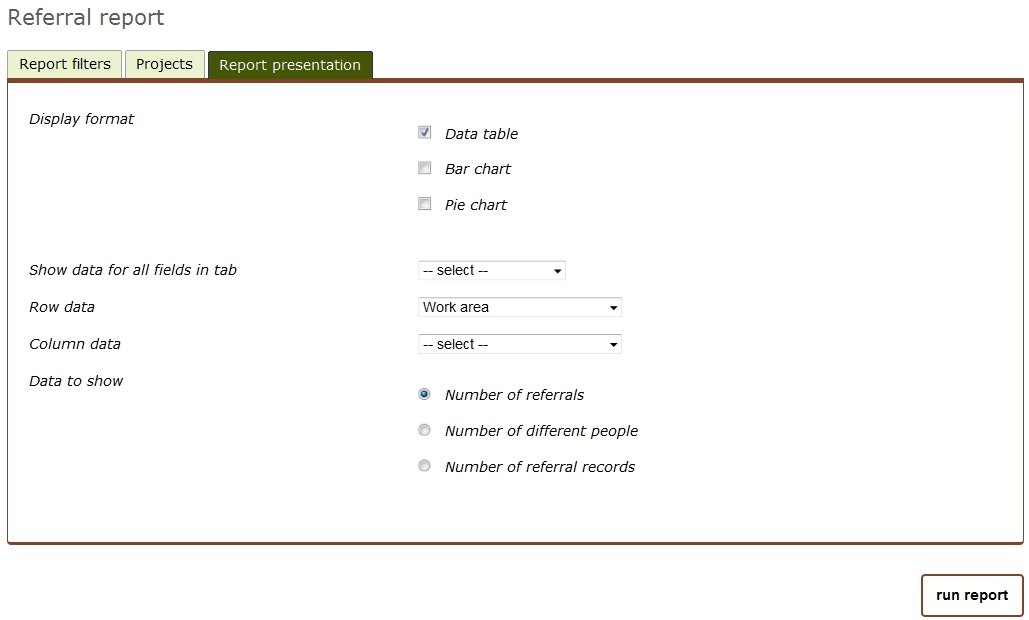 Referral report
Report filters Projects Report presentation
Display format
Data table
Bar chart
Pie chart
Show data for all fields in tab -- select --
Row data Work area
Column data -- select --
Data to show
Number of referrals
Number of different people
Number of referral records
run report